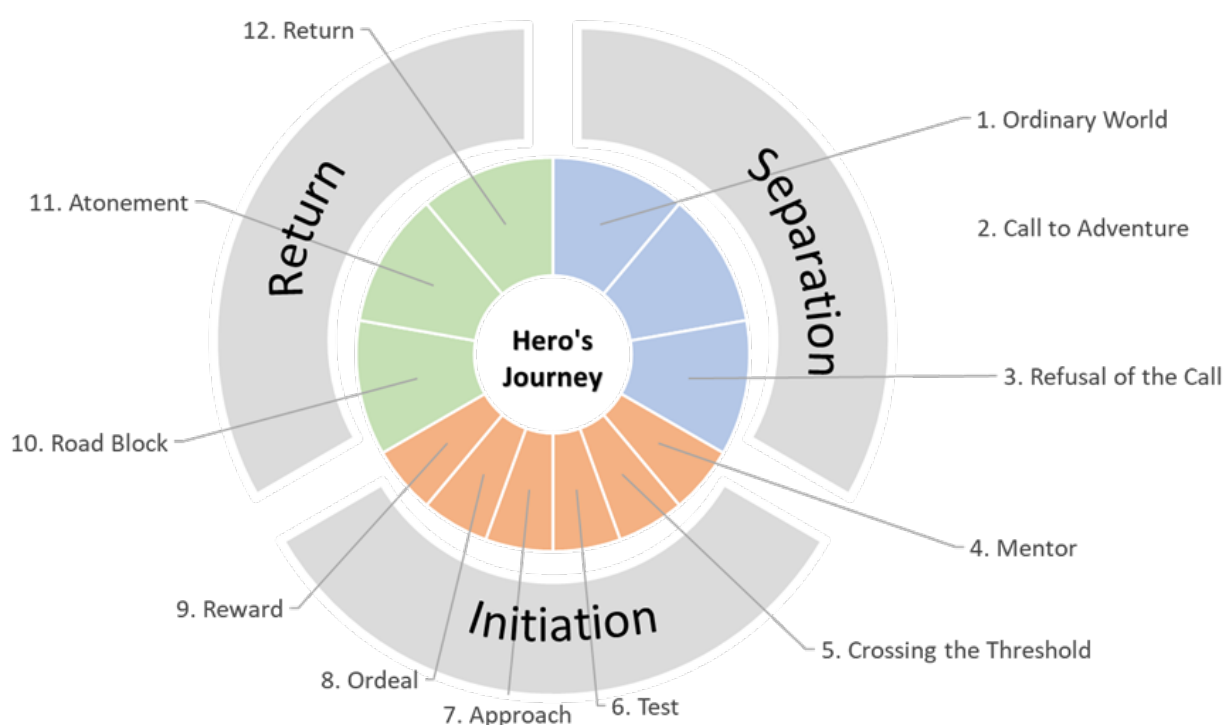 12. Return
1. Ordinary World
Separation
2. Call to Adventure
3. Refusal of the Call
4. Mentor
5. Crossing the Threshold
Initiation
6. Test
7. Approach
8. Ordeal
9. Reward
10. Road Block
11. Atonement
Return
Hero's
Journey